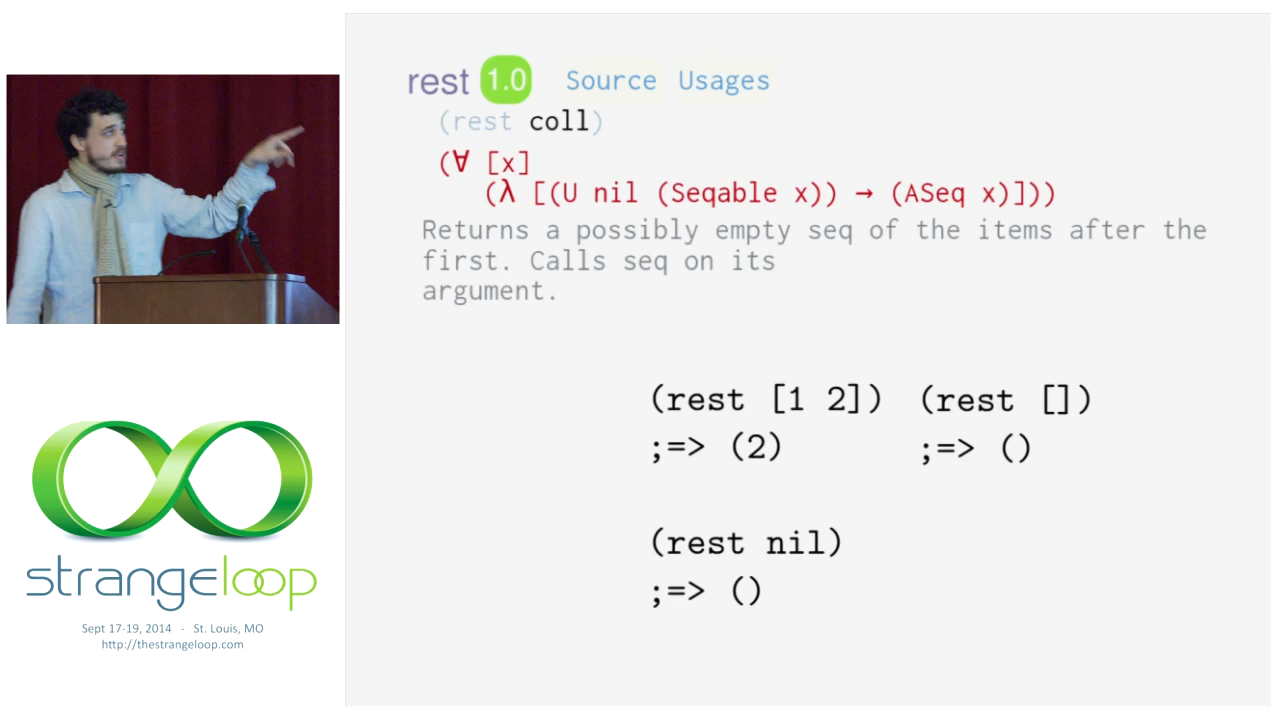 rest 1.0 Source Usages
(rest coll)
(∀ [x]
(λ [(U nil (Seqable x)) → (ASeq x)]))
Returns a possibly empty seq of the items after the
first. Calls seq on its
argument.
(rest [1 2]) (rest [])
;=> (2) ;=> ()
(rest nil)
;=> ()
strangeloop
Sept 17-19, 2014 - St. Louis, MO
http://thestrangeloop.com